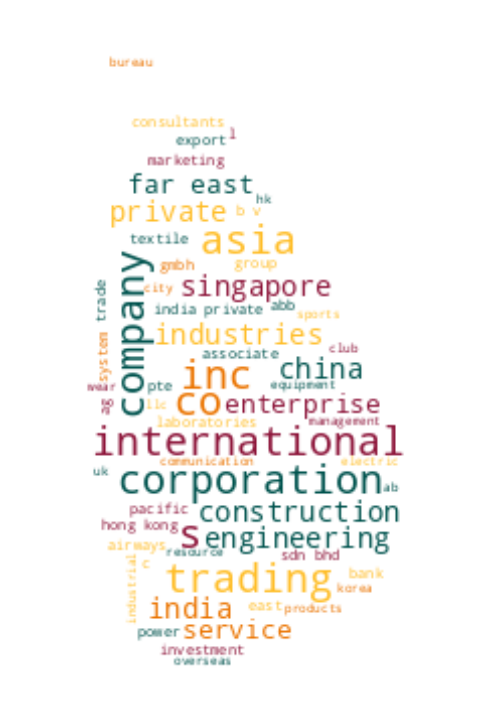 bureau
consultants
export l
marketing
far east
hk
private b v
textile asia
gmbh group
company
trade
city singapore
india private abb
sports
industries
system
associate club
inc china
wear pte equipment
ag llc co enterprise
laboratories management
international
communication electric
uk corporation ab
pacific construction
hong kong s engineering
airways resource sdn bhd
industrial c trading bank
korea
india east products
power service
investment
overseas